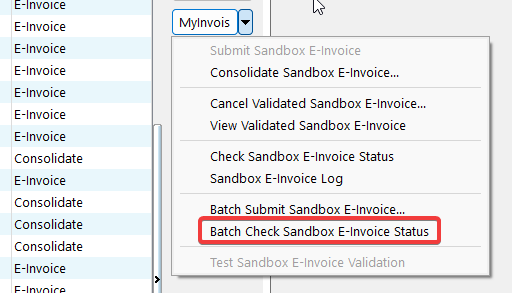 E-Invoice
E-Invoice
E-Invoice
E-Invoice
E-Invoice
E-Invoice
E-Invoice
Consolidate
E-Invoice
Consolidate
Consolidate
Consolidate
E-Invoice
E-Invoice
MyInvois
Submit Sandbox E-Invoice
Consolidate Sandbox E-Invoice...
Cancel Validated Sandbox E-Invoice...
View Validated Sandbox E-Invoice
Check Sandbox E-Invoice Status
Sandbox E-Invoice Log
Batch Submit Sandbox E-Invoice...
Batch Check Sandbox E-Invoice Status
Test Sandbox E-Invoice Validation